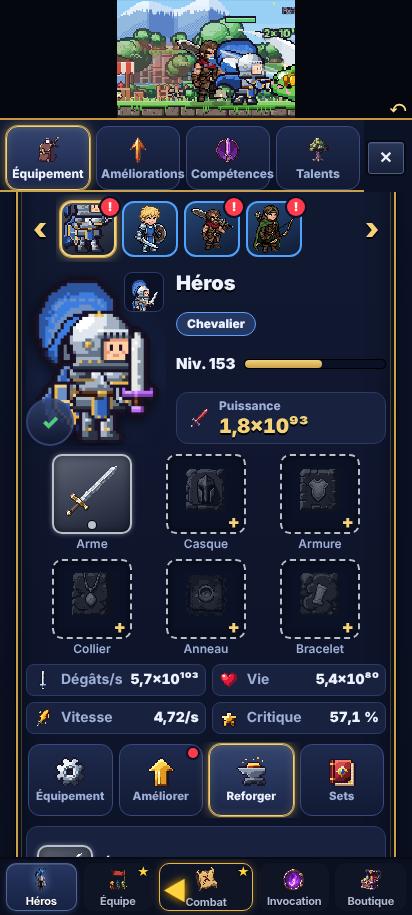 2×10
Équipement
Améliorations
Compétences
Talents
×
!
!
!
Héros
Chevalier
Niv. 153
Puissance
1,8×10⁹³
Arme
Casque
Armure
Collier
Anneau
Bracelet
Dégâts/s 5,7×10¹⁰³
Vie 5,4×10⁸⁰
Vitesse 4,72/s
Critique 57,1 %
Équipement
Améliorer
Reforger
Sets
Héros
Équipe
Combat
Invocation
Boutique